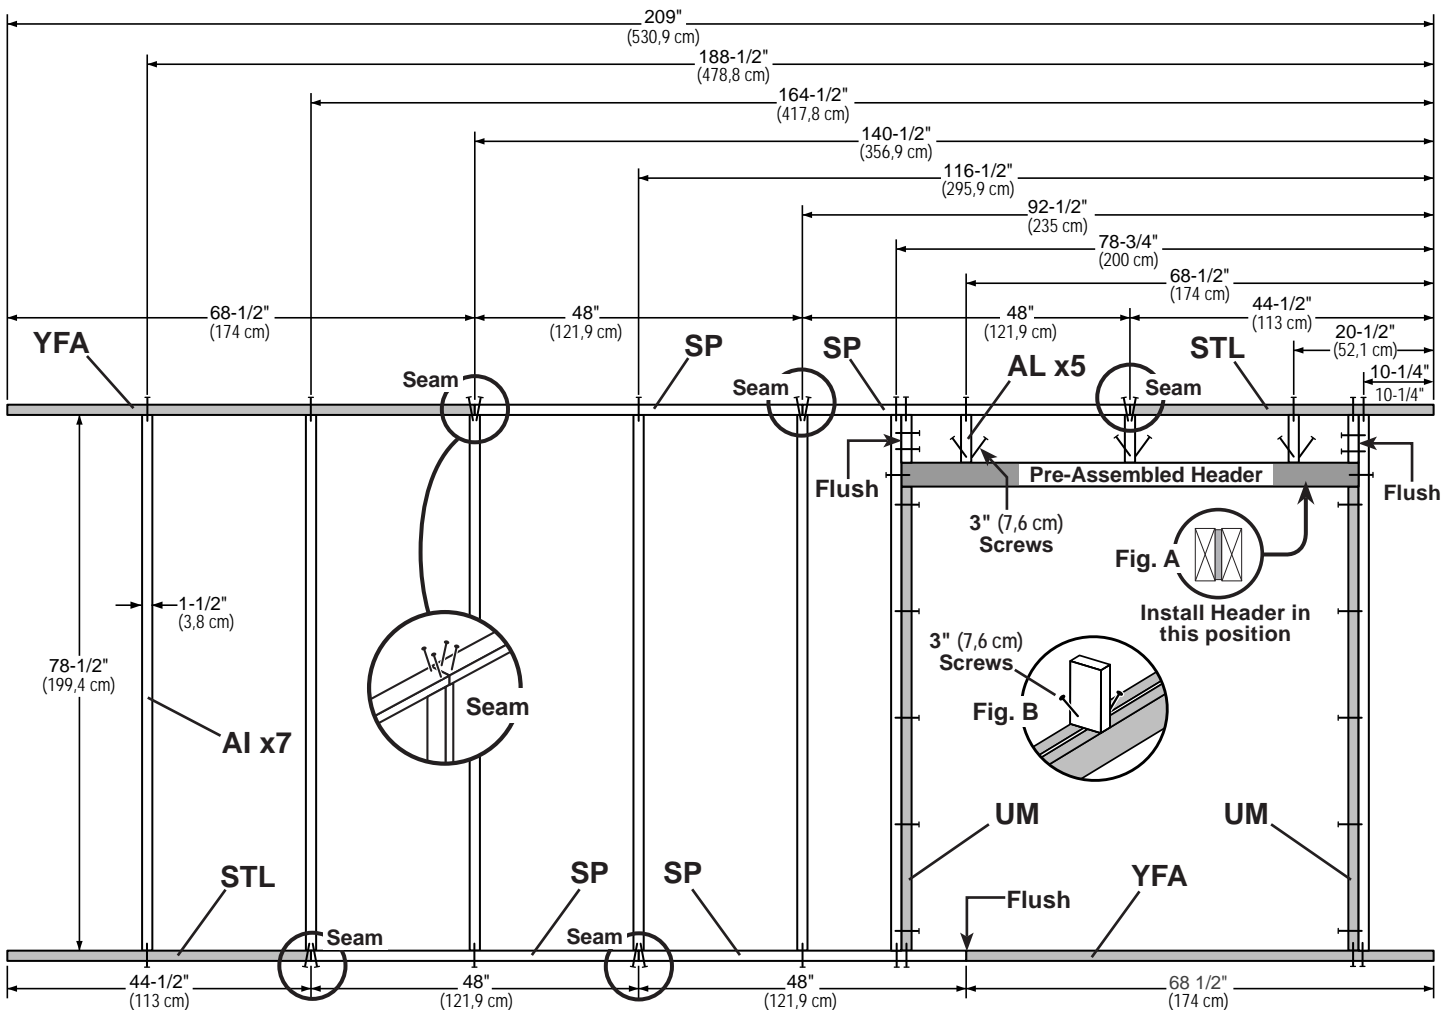 209"
(530,9 cm)
188-1/2"
(478,8 cm)
164-1/2"
(417,8 cm)
140-1/2"
(356,9 cm)
116-1/2"
(295,9 cm)
92-1/2"
(235 cm)
78-3/4"
(200 cm)
68-1/2"
(174 cm)
68-1/2"
(174 cm)
48"
(121,9 cm)
48"
(121,9 cm)
44-1/2"
(113 cm)
20-1/2"
(52,1 cm)
10-1/4"
10-1/4"
YFA
SP
SP
AL x5
STL
Seam
Seam
Seam
Flush
Pre-Assembled Header
Flush
3" (7,6 cm)
Screws
Fig. A
Install Header in
this position
1-1/2"
(3,8 cm)
78-1/2"
(199,4 cm)
3" (7,6 cm)
Screws
Fig. B
Seam
AI x7
UM
UM
STL
SP
SP
YFA
Flush
Seam
Seam
44-1/2"
(113 cm)
48"
(121,9 cm)
48"
(121,9 cm)
68 1/2"
(174 cm)